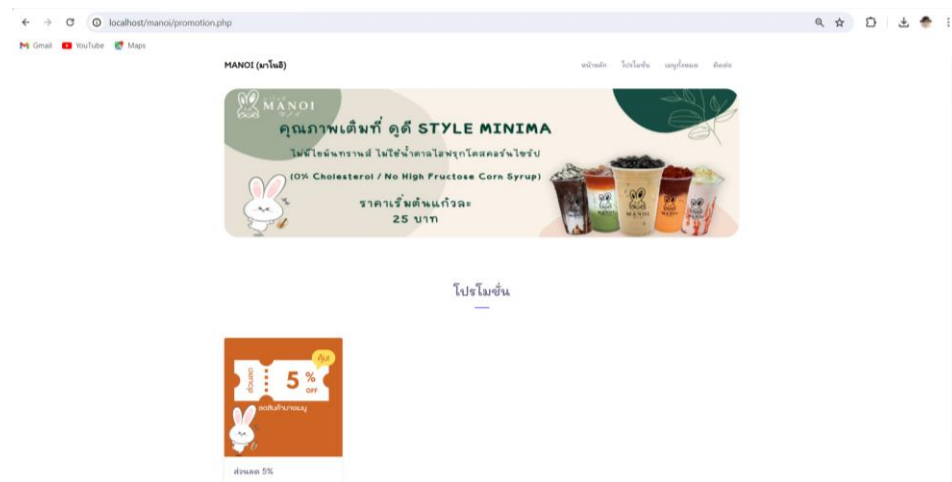 localhost/manoi/promotion.php
Gmail YouTube Maps
MANOI (มาโนอิ) หน้าหลัก โปรโมชั่น เมนูทั้งหมด ติดต่อ
MANOI
คุณภาพเต็มที่ ดูดี STYLE MINIMA
ไม่มีไขมันทรานส์ ไม่ใช้น้ำตาลไฮฟรุกโตสคอร์นไซรัป
(0% Cholesterol / No High Fructose Corn Syrup)
ราคาเริ่มต้นแก้วละ
25 บาท
MANOI
โปรโมชั่น
คุ้ม!
ส่วนลด 5% OFF
ลดสินค้าบางเมนู
ส่วนลด 5%